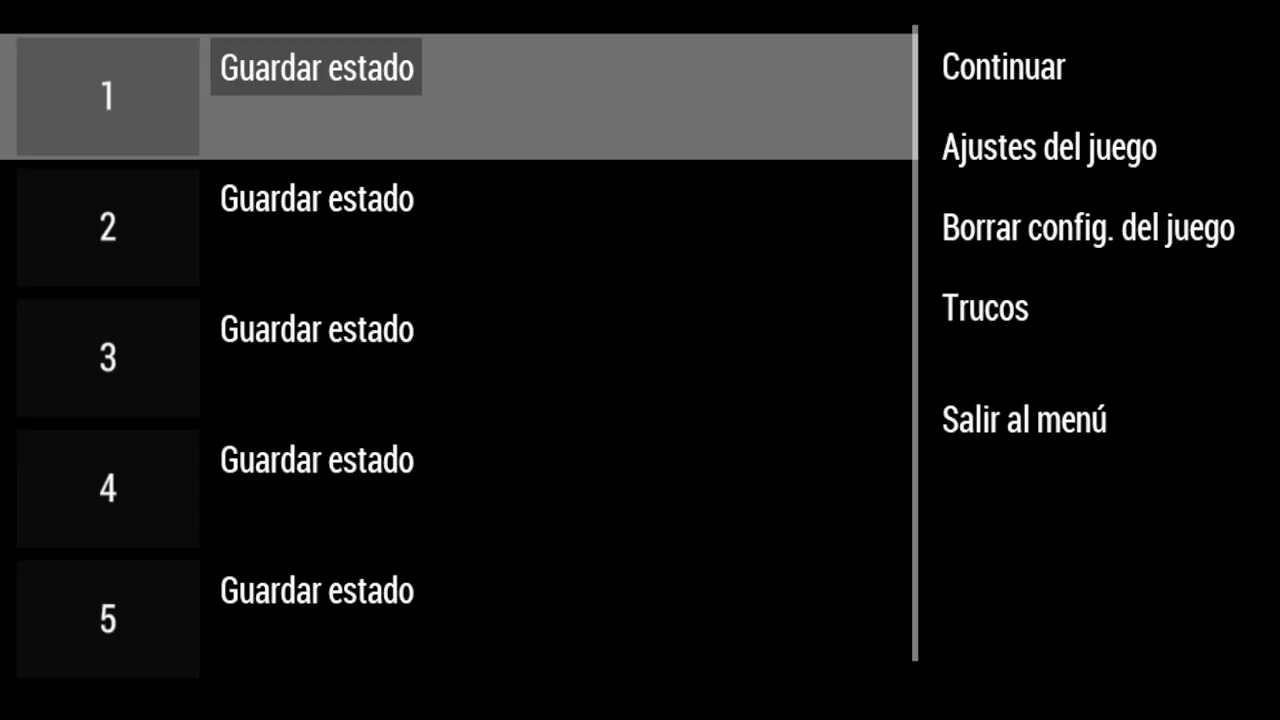 1
Guardar estado
2
Guardar estado
3
Guardar estado
4
Guardar estado
5
Guardar estado
Continuar
Ajustes del juego
Borrar config. del juego
Trucos
Salir al menú